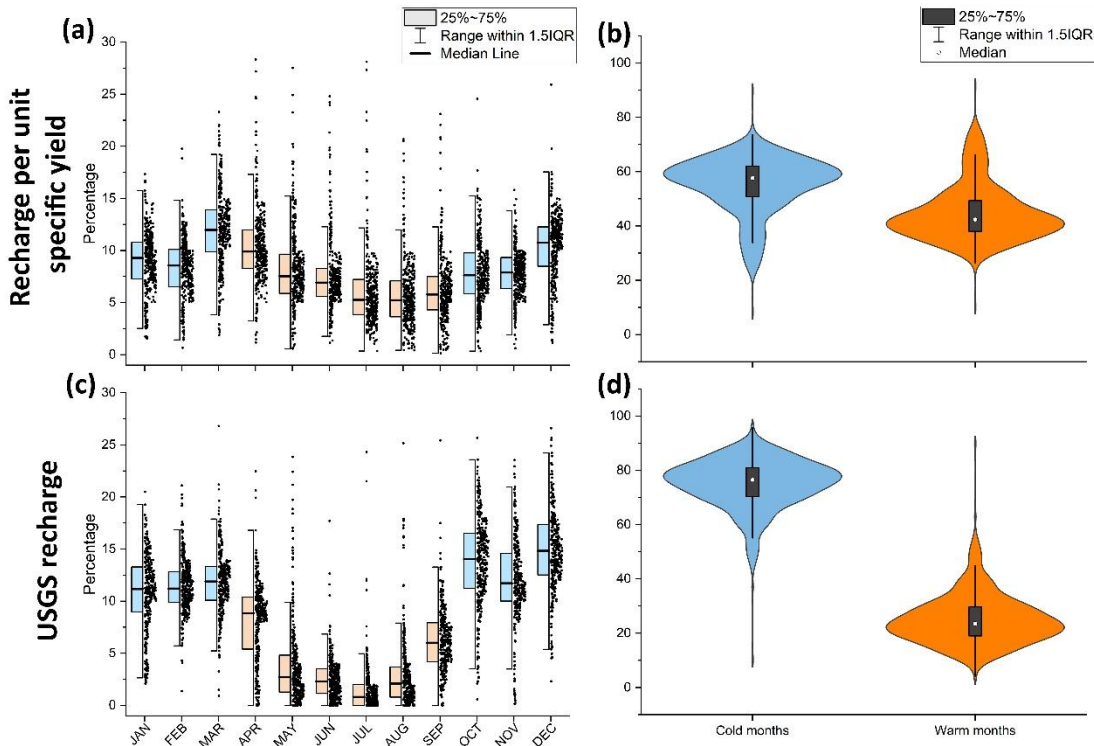 (a)
25%~75%
Range within 1.5IQR
Median Line
Recharge per unit
specific yield
Percentage
30
25
20
15
10
5
0
(b)
25%~75%
Range within 1.5IQR
Median
100
80
60
40
20
0
(c)
USGS recharge
Percentage
30
25
20
15
10
5
0
JAN
FEB
MAR
APR
MAY
JUN
JUL
AUG
SEP
OCT
NOV
DEC
(d)
100
80
60
40
20
0
Cold months
Warm months